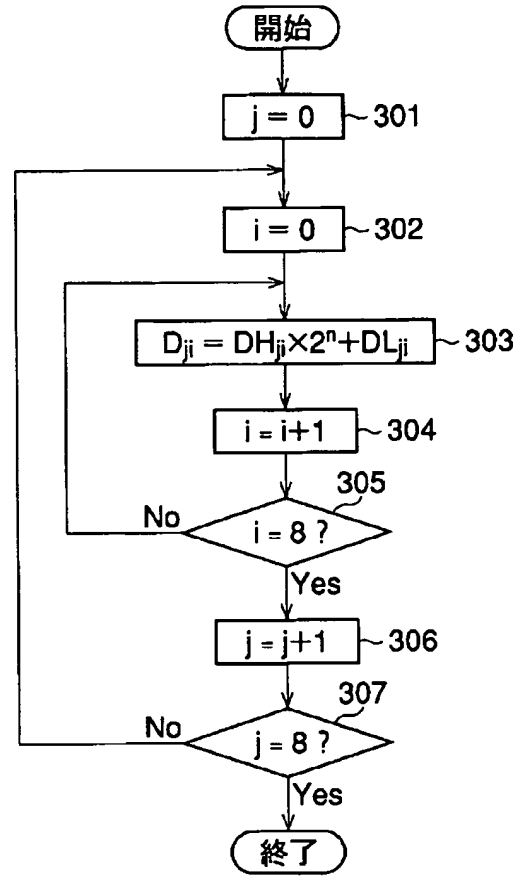 開始
j = 0
301
i = 0
302
D_ji = DH_ji×2^n+DL_ji
303
i = i+1
304
305
i = 8 ?
No
Yes
j = j+1
306
307
j = 8 ?
No
Yes
終了